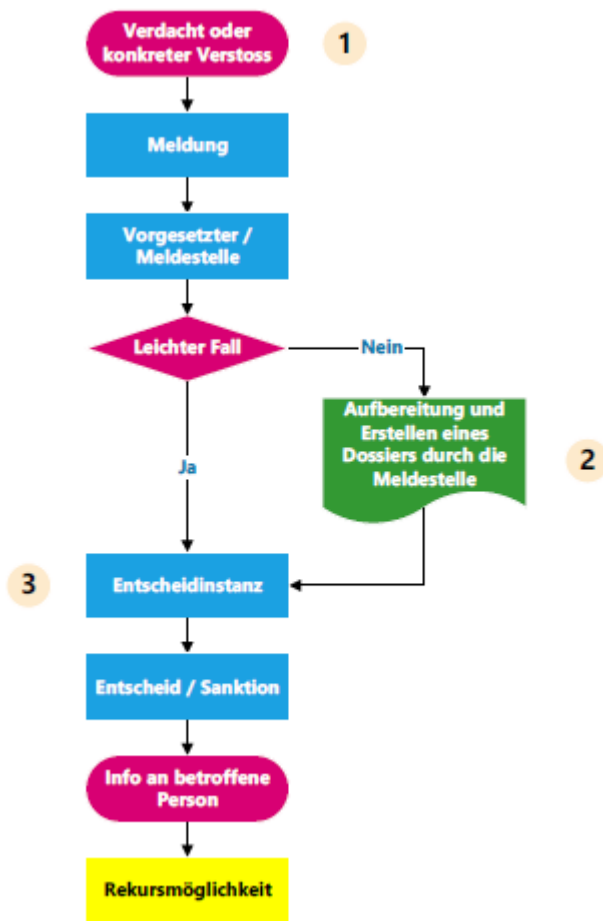 Verdacht oder
konkreter Verstoss
1
Meldung
Vorgesetzter /
Meldestelle
Leichter Fall
Nein
Aufbereitung und
Erstellen eines
Dossiers durch die
Meldestelle
2
Ja
3
Entscheidinstanz
Entscheid / Sanktion
Info an betroffene
Person
Rekursmöglichkeit